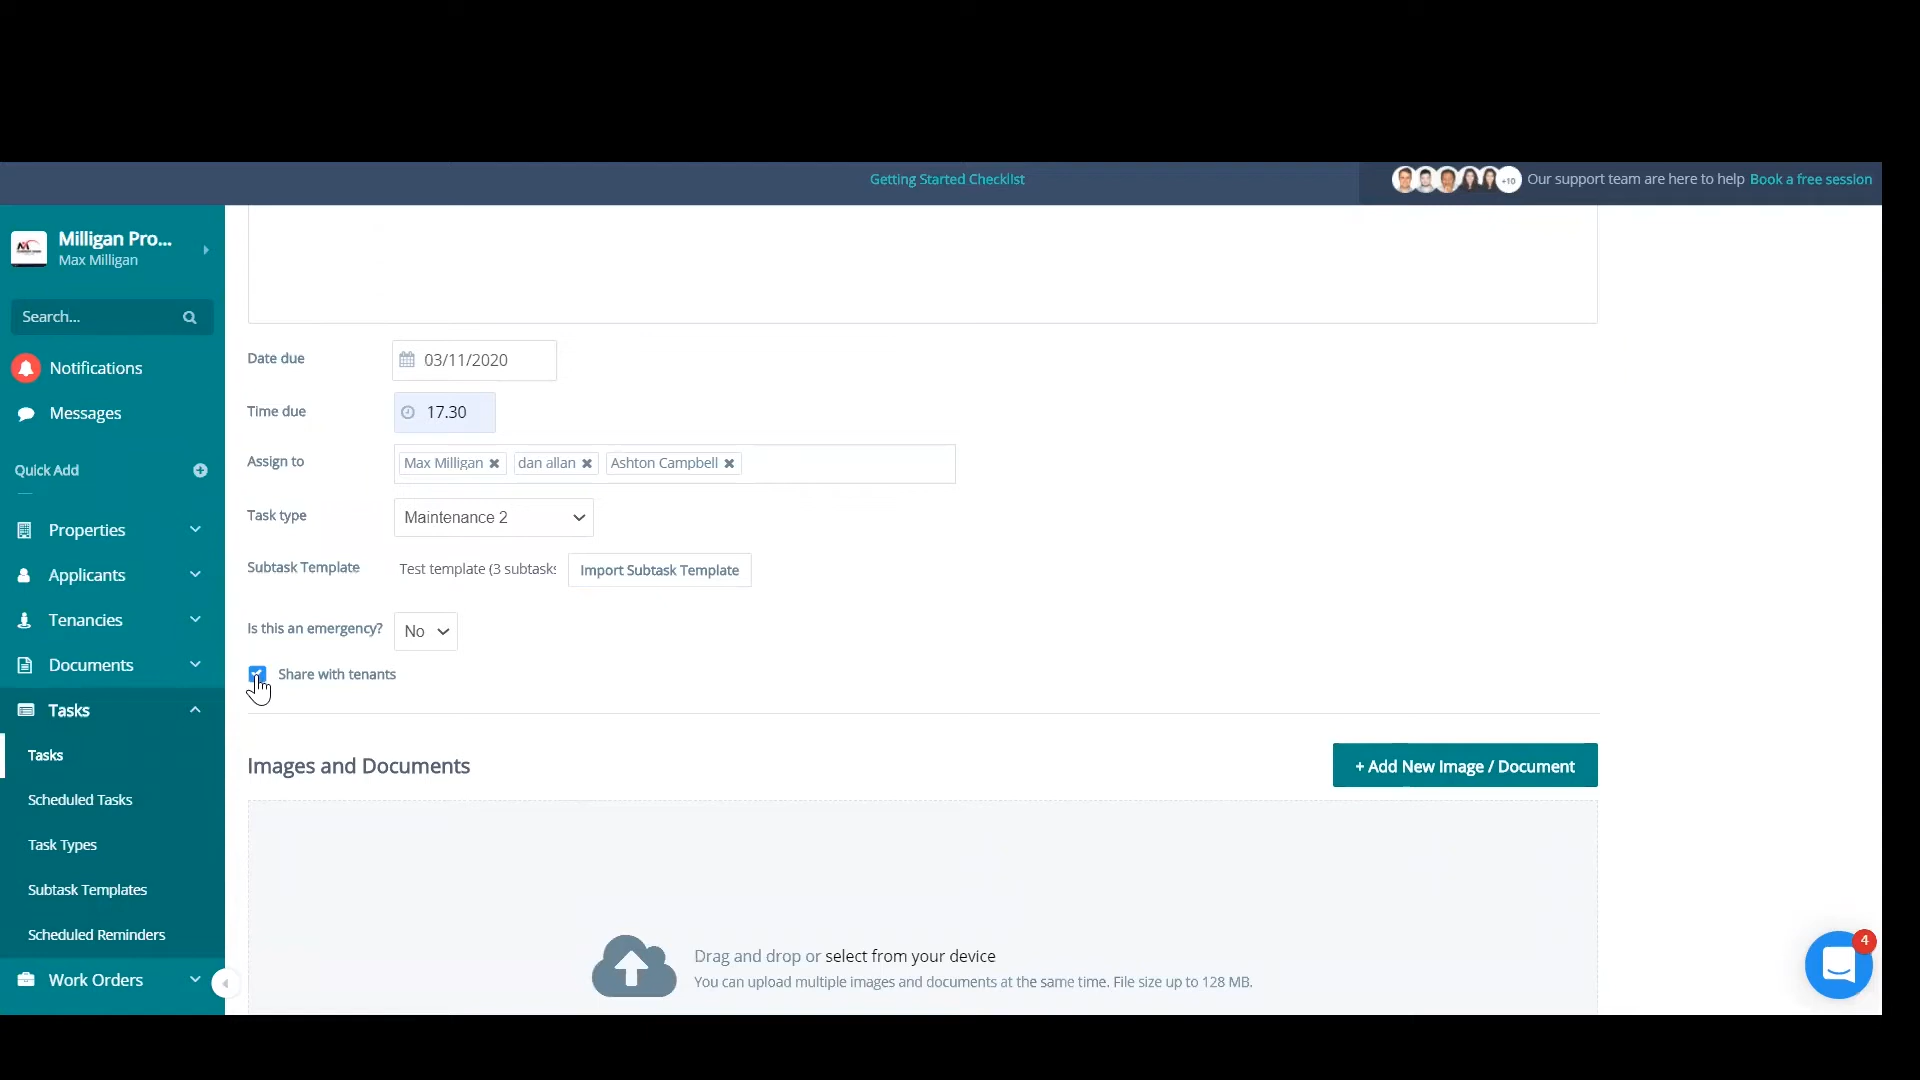 Getting Started Checklist
+10 Our support team are here to help Book a free session
Milligan Pro...
Max Milligan
Search...
Notifications
Messages
Quick Add
Properties
Applicants
Tenancies
Documents
Tasks
Tasks
Scheduled Tasks
Task Types
Subtask Templates
Scheduled Reminders
Work Orders
Date due 03/11/2020
Time due 17.30
Assign to Max Milligan dan allan Ashton Campbell
Task type Maintenance 2
Subtask Template Test template (3 subtasks Import Subtask Template
Is this an emergency? No
Share with tenants
Images and Documents + Add New Image / Document
Drag and drop or select from your device
You can upload multiple images and documents at the same time. File size up to 128 MB.
4